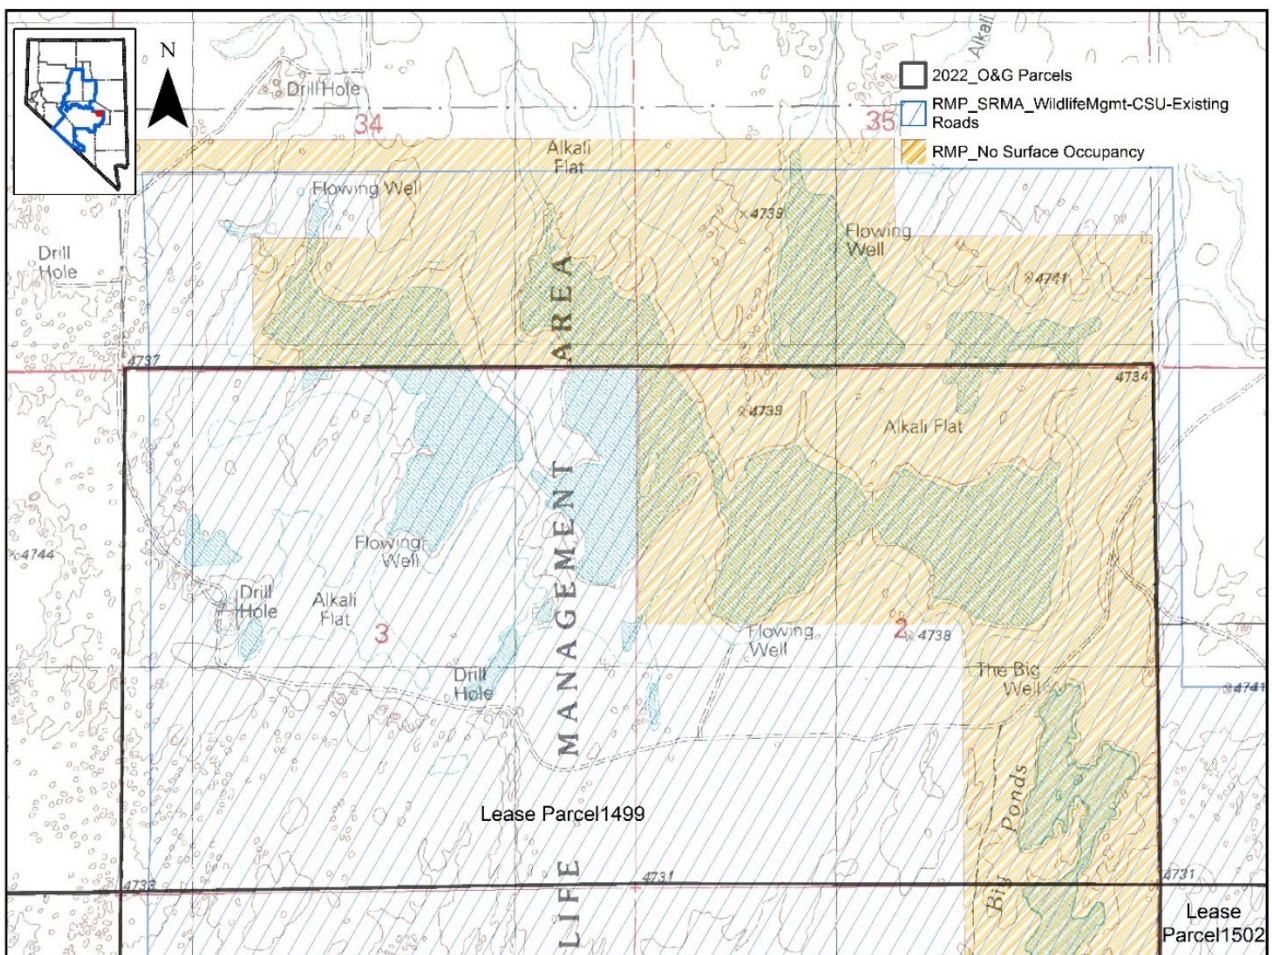 N
Drill Hole
34
Alkali
35
2022_O&G Parcels
RMP_SRMA_WildlifeMgmt-CSU-Existing
Roads
RMP_No Surface Occupancy
Alkali
Flat
Flowing Well
4739
Flowing
Well
Drill
Hole
4741
AREA
4737
4734
4739
Alkali Flat
MANAGEMENT
Flowing
Well
4744
Drill
Hole
Alkali
Flat
3
Flowing
Well
2
4738
Drill
Hole
The Big
Well
4741
Big Ponds
Lease Parcel1499
LIFE
4733
4731
4731
Lease
Parcel1502